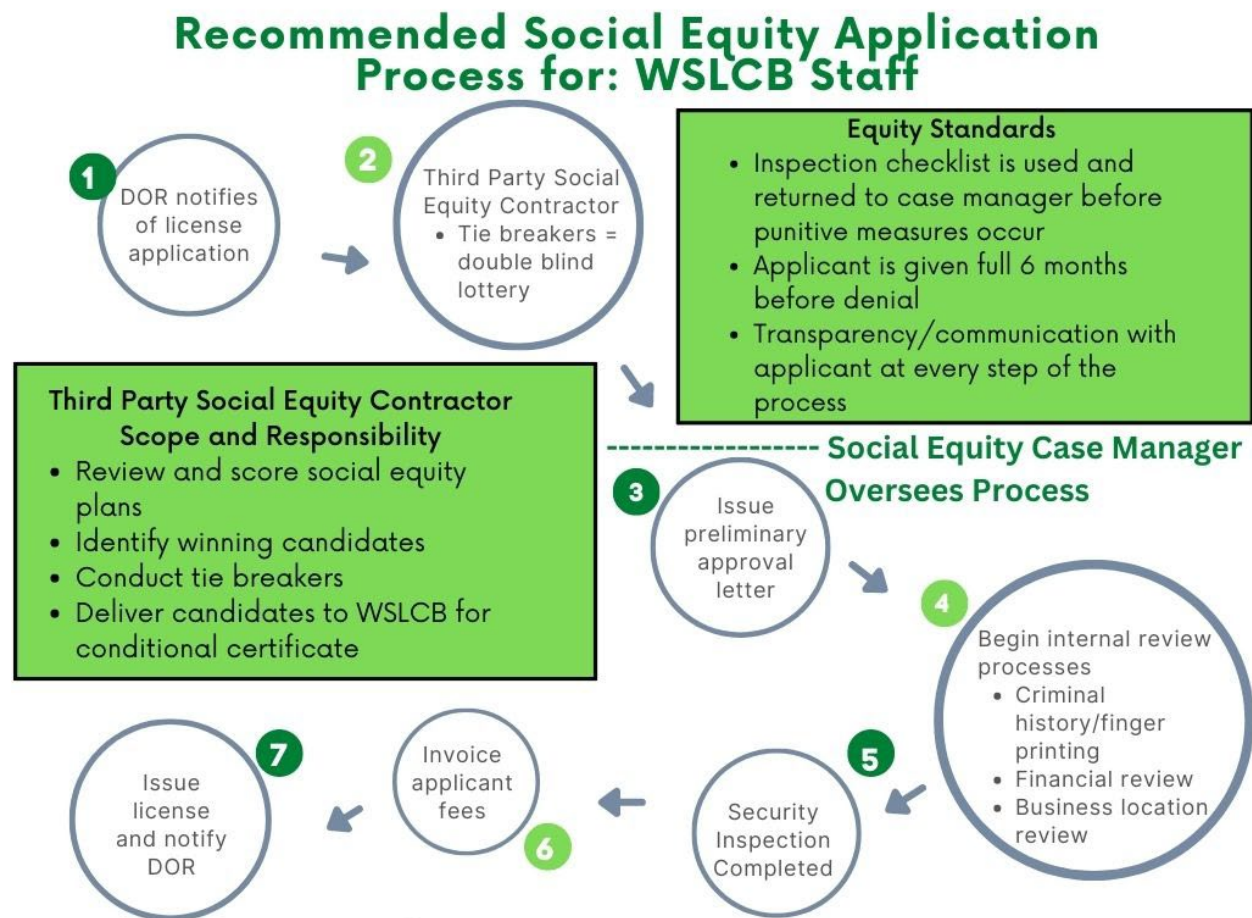 Recommended Social Equity Application
Process for: WSLCB Staff
1
DOR notifies
of license
application
2
Third Party Social
Equity Contractor
• Tie breakers =
double blind
lottery
Equity Standards
• Inspection checklist is used and
returned to case manager before
punitive measures occur
• Applicant is given full 6 months
before denial
• Transparency/communication with
applicant at every step of the
process
Third Party Social Equity Contractor
Scope and Responsibility
• Review and score social equity
plans
• Identify winning candidates
• Conduct tie breakers
• Deliver candidates to WSLCB for
conditional certificate
Social Equity Case Manager
Oversees Process
3
Issue
preliminary
approval
letter
4
Begin internal review
processes
• Criminal
history/finger
printing
• Financial review
• Business location
review
5
Security
Inspection
Completed
6
Invoice
applicant
fees
7
Issue
license
and notify
DOR